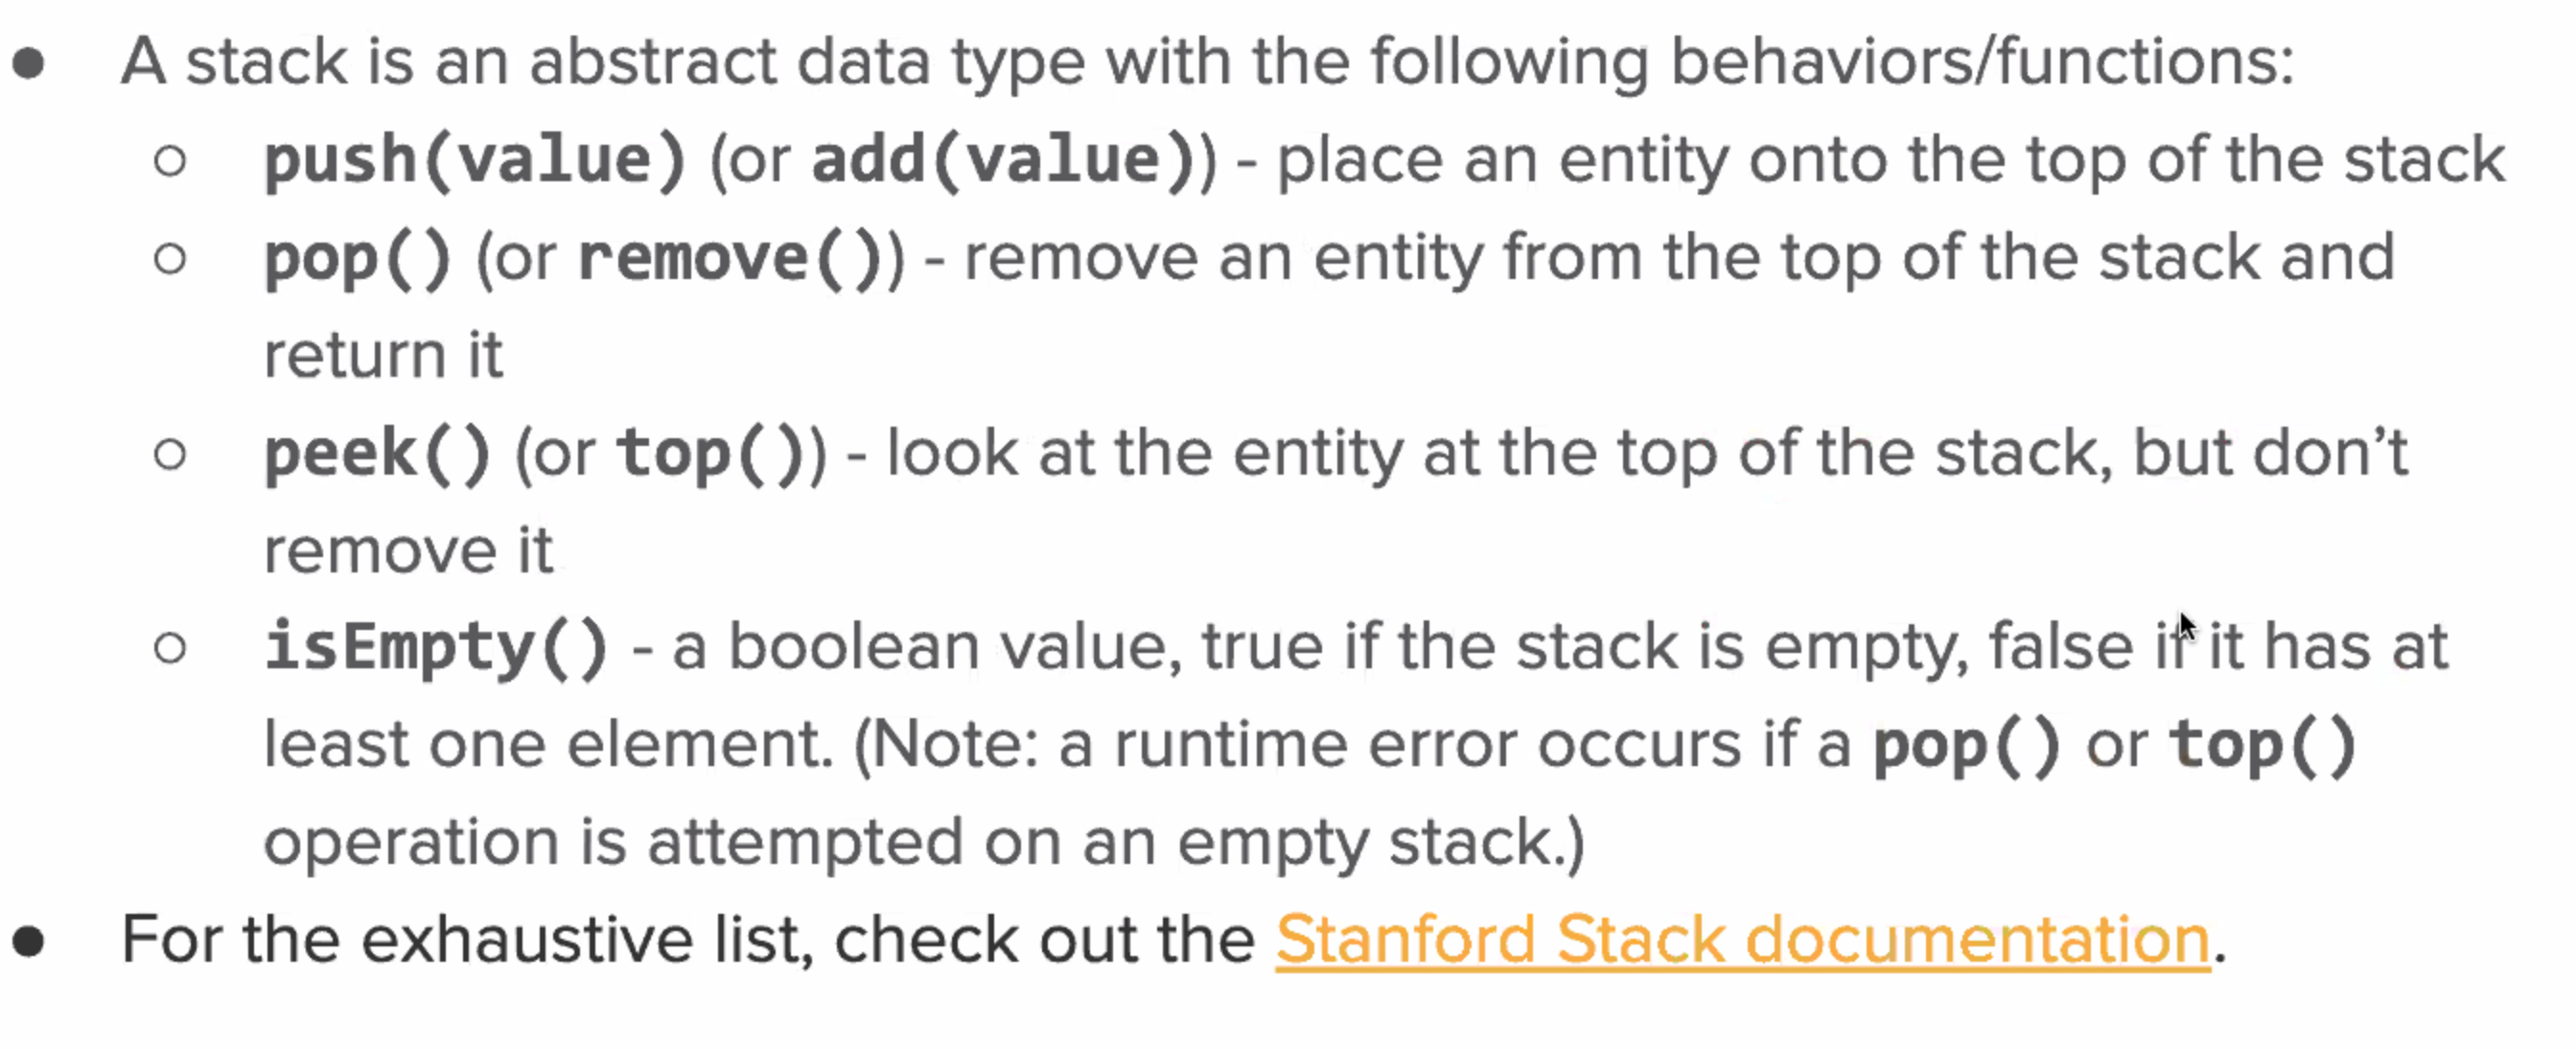 ● A stack is an abstract data type with the following behaviors/functions:
○ push(value) (or add(value)) - place an entity onto the top of the stack
○ pop() (or remove()) - remove an entity from the top of the stack and
return it
○ peek() (or top()) - look at the entity at the top of the stack, but don’t
remove it
○ isEmpty() - a boolean value, true if the stack is empty, false if it has at
least one element. (Note: a runtime error occurs if a pop() or top()
operation is attempted on an empty stack.)
● For the exhaustive list, check out the Stanford Stack documentation.